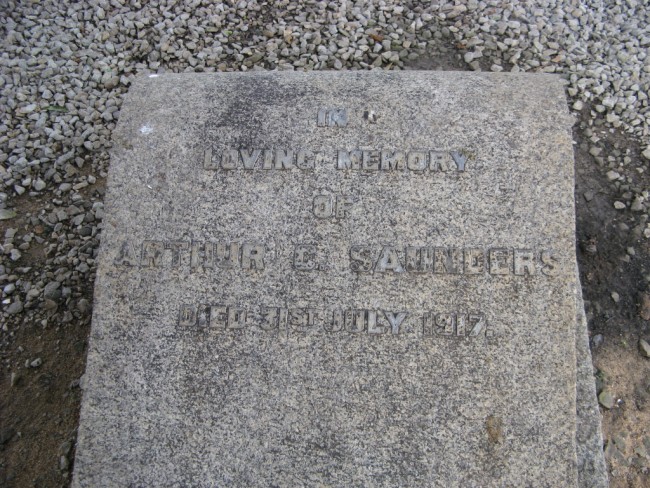 IN
LOVING MEMORY
OF
ARTHUR SAUNDERS
DIED 31ST JULY, 1917.